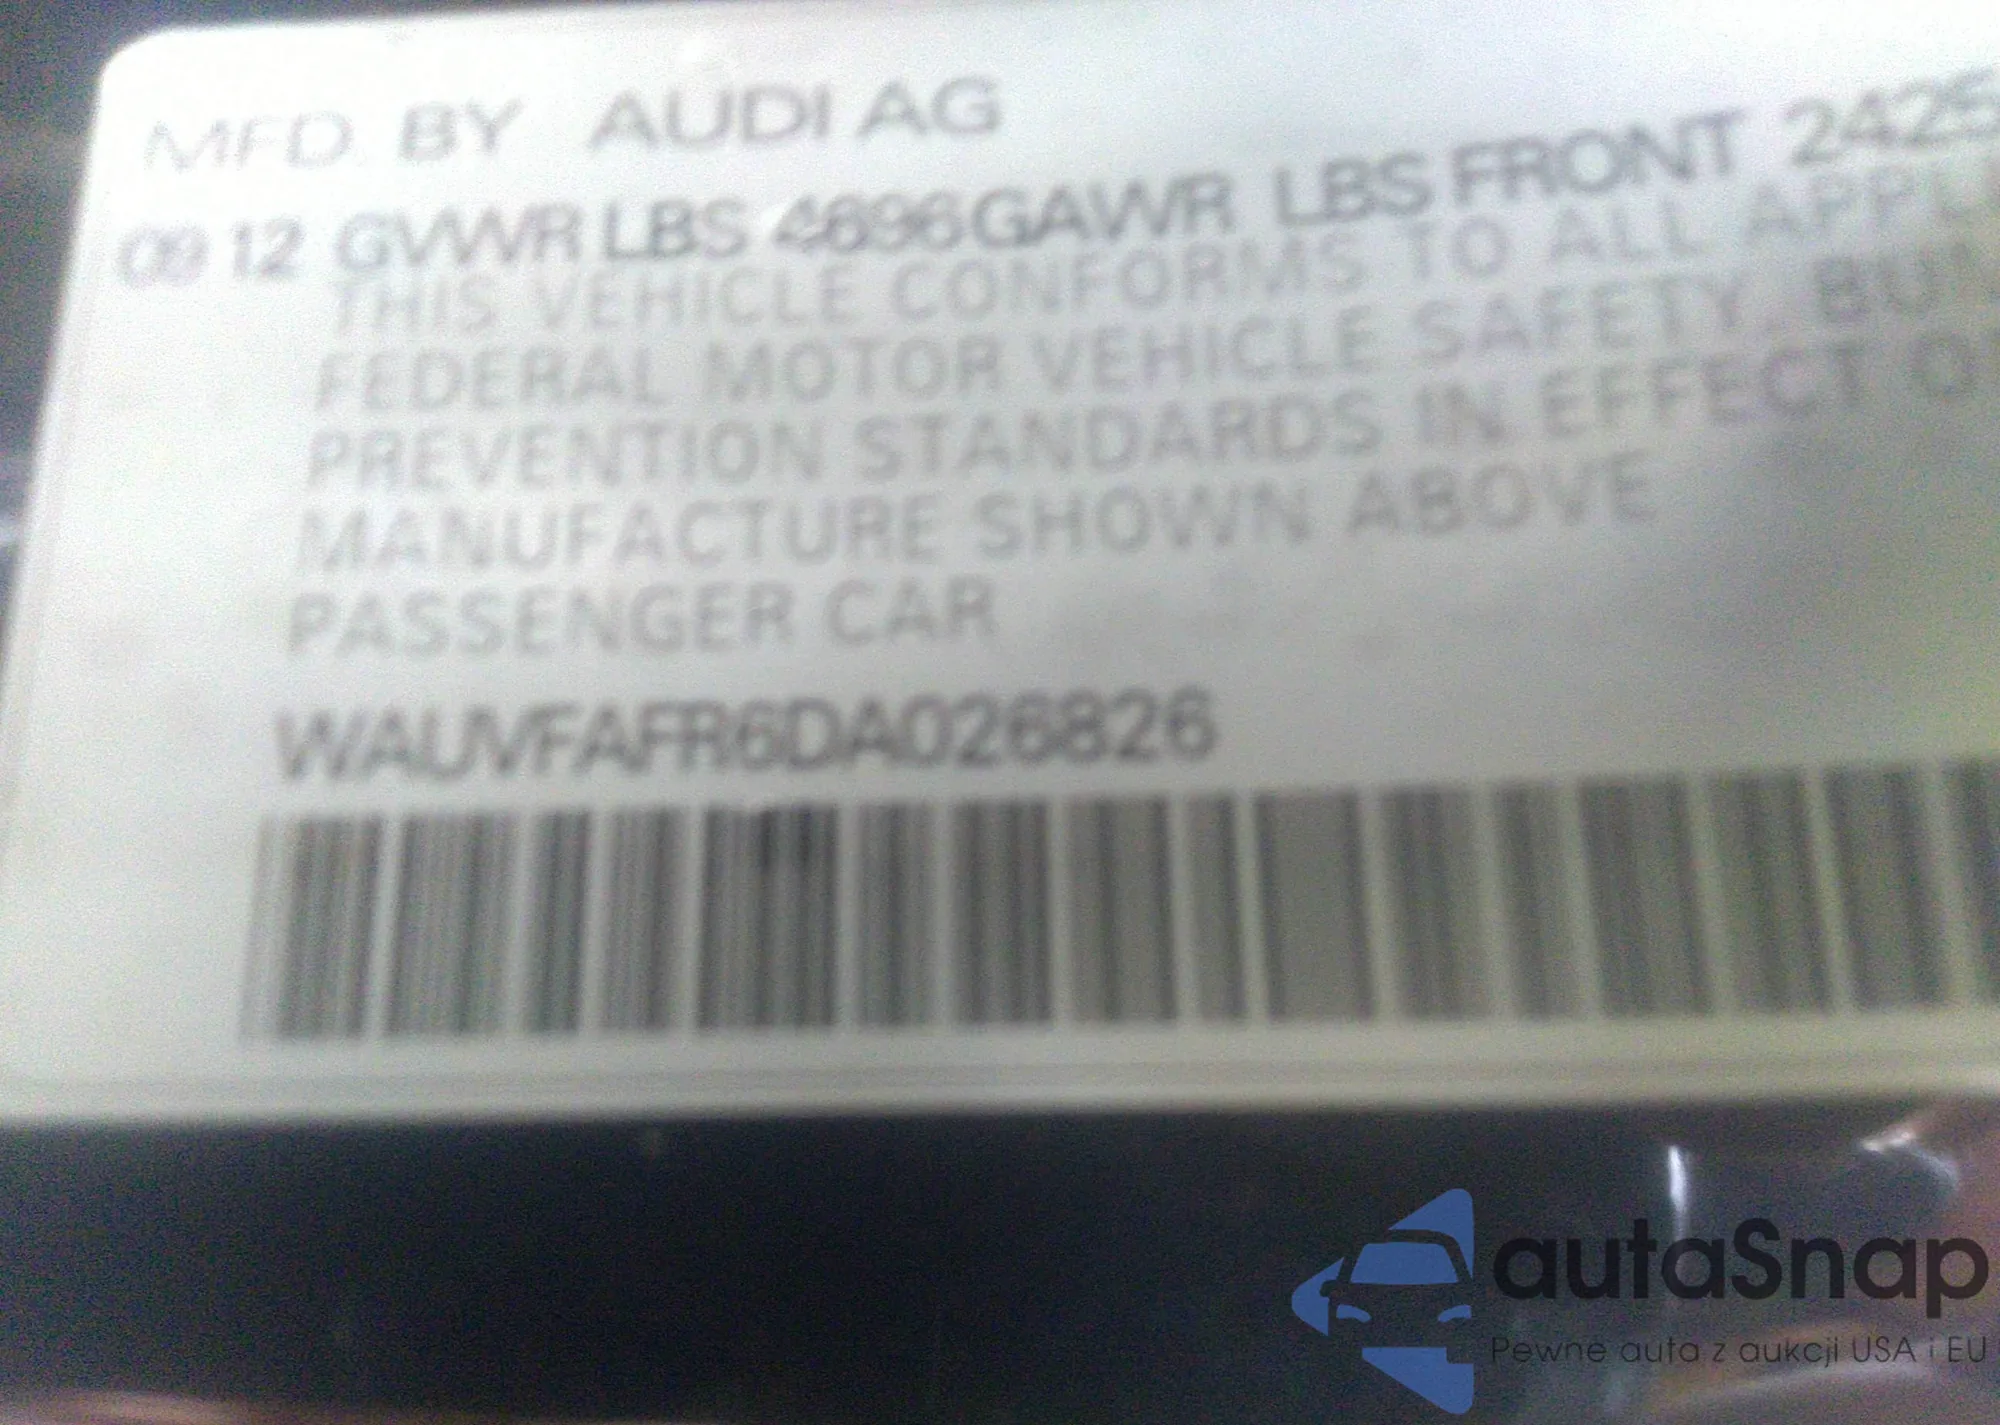 MFD. BY AUDI AG
09 12 GVWR LBS 4696 GAWR LBS FRONT 2425
THIS VEHICLE CONFORMS TO ALL
FEDERAL MOTOR VEHICLE SAFETY,
PREVENTION STANDARDS IN EFFECT
MANUFACTURE SHOWN ABOVE
PASSENGER CAR
WAUVFAFR6DA026826
autaSnap
Pewne auta z aukcji USA i EU